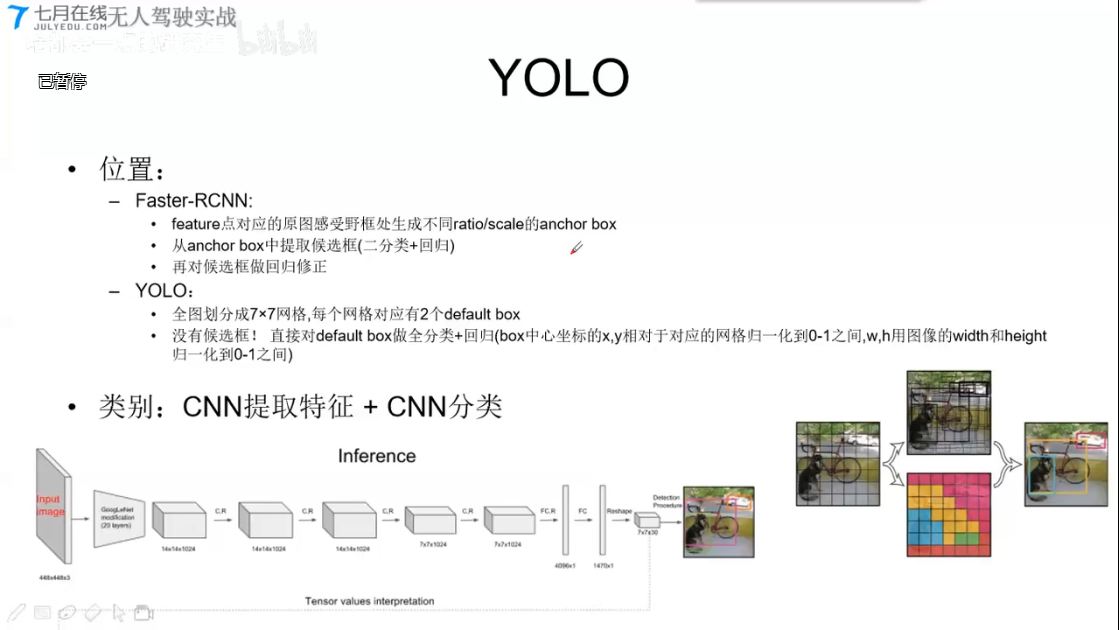 七月在线
JULYEDU.COM
无人驾驶实战
bilibili
已暂停
YOLO
• 位置：
– Faster-RCNN:
• feature点对应的原图感受野框处生成不同ratio/scale的anchor box
• 从anchor box中提取候选框(二分类+回归)
• 再对候选框做回归修正
– YOLO：
• 全图划分成7×7网格,每个网格对应有2个default box
• 没有候选框！ 直接对default box做全分类+回归(box中心坐标的x,y相对于对应的网格归一化到0-1之间,w,h用图像的width和height
归一化到0-1之间)
• 类别：CNN提取特征 + CNN分类
Inference
Input
image
GoogLeNet
modification
(20 layers)
C.R
C.R
C.R
C.R
FC.R
FC
Reshape
Detection
Procedure
448x448x3
14x14x1024
14x14x1024
14x14x1024
7x7x1024
7x7x1024
4096x1
1470x1
7x7x30
Tensor values interpretation